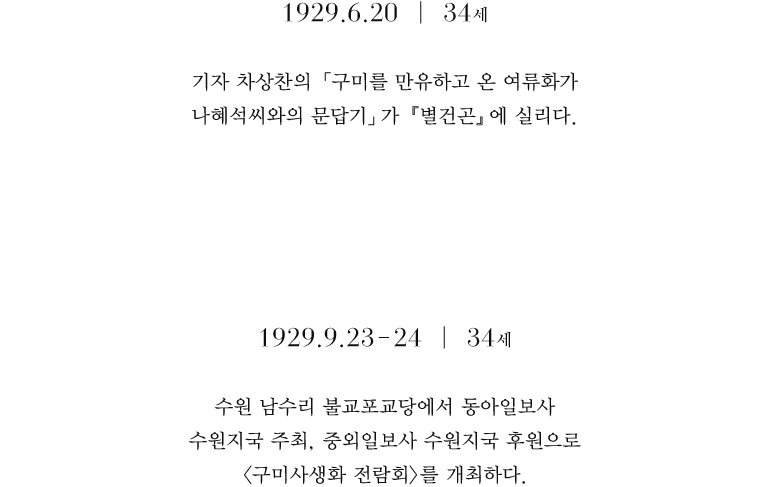 1929.6.20 | 34세
기자 차상찬의 「구미를 만유하고 온 여류화가
나혜석씨와의 문답기」가 『별건곤』에 실리다.
1929.9.23-24 | 34세
수원 남수리 불교포교당에서 동아일보사
수원지국 주최, 중외일보사 수원지국 후원으로
〈구미사생화 전람회〉를 개최하다.